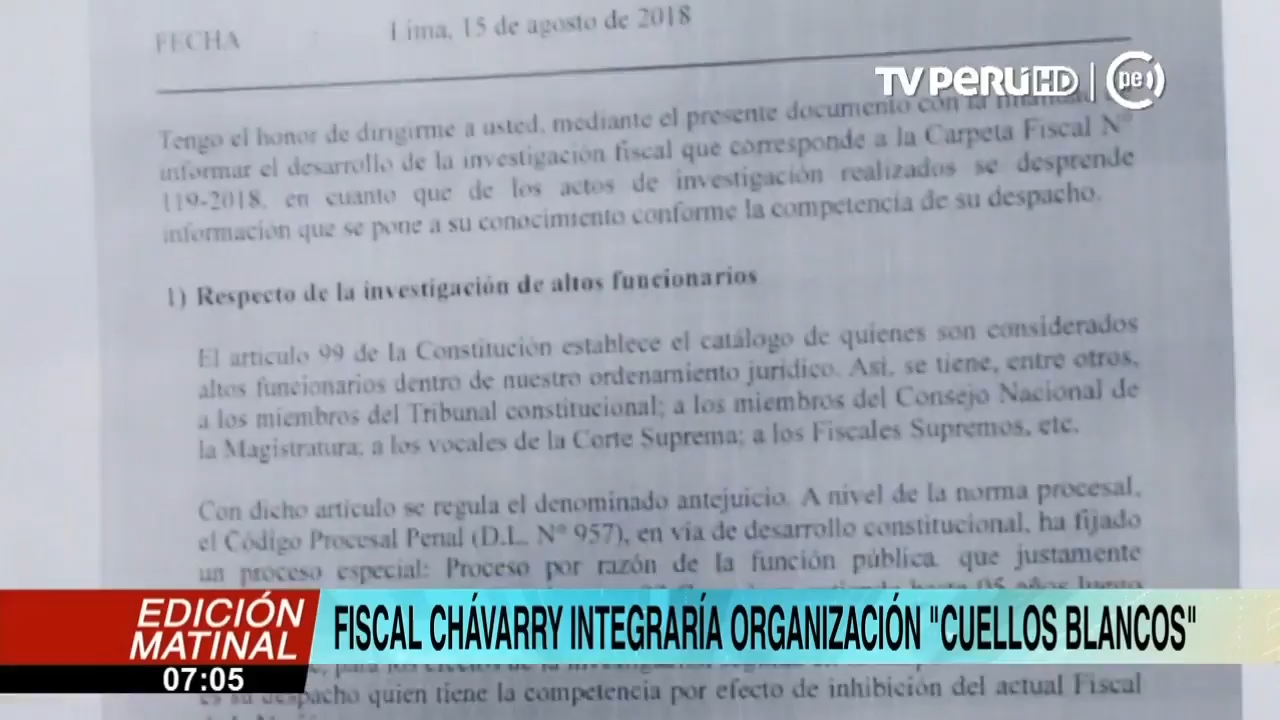 FECHA : Lima, 15 de agosto de 2018
TVPERÚHD | pe
Tengo el honor de dirigirme a usted, mediante el presente documento con la
informar el desarrollo de la investigación fiscal que corresponde a la Carpeta Fiscal N°
119-2018, en cuanto que de los actos de investigación realizados se desprende
información que se pone a su conocimiento conforme la competencia de su despacho.
1) Respecto de la investigación de altos funcionarios
El artículo 99 de la Constitución establece el catálogo de quienes son considerados
altos funcionarios dentro de nuestro ordenamiento jurídico. Así, se tiene, entre otros,
a los miembros del Tribunal constitucional; a los miembros del Consejo Nacional de
la Magistratura; a los vocales de la Corte Suprema; a los Fiscales Supremos, etc.
Con dicho artículo se regula el denominado antejuicio. A nivel de la norma procesal,
el Código Procesal Penal (D.L. N° 957), en vía de desarrollo constitucional, ha fijado
un proceso especial: Proceso por razón de la función pública, que justamente
EDICIÓN
MATINAL
07:05
FISCAL CHÁVARRY INTEGRARÍA ORGANIZACIÓN "CUELLOS BLANCOS"
es su despacho quien tiene la competencia por efecto de inhibición del actual Fiscal